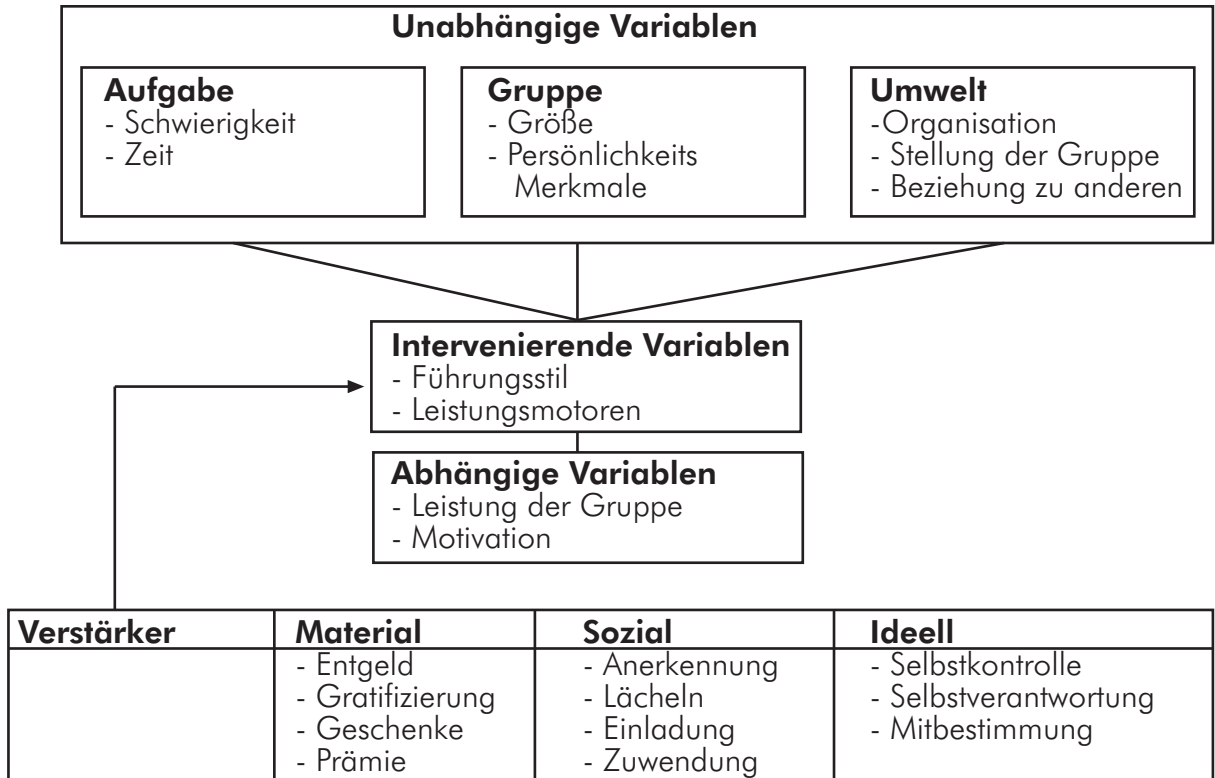 Unabhängige Variablen
Aufgabe
- Schwierigkeit
- Zeit
Gruppe
- Größe
- Persönlichkeits
Merkmale
Umwelt
-Organisation
- Stellung der Gruppe
- Beziehung zu anderen
Intervenierende Variablen
- Führungsstil
- Leistungsmotoren
Abhängige Variablen
- Leistung der Gruppe
- Motivation
Verstärker
Material
- Entgeld
- Gratifizierung
- Geschenke
- Prämie
Sozial
- Anerkennung
- Lächeln
- Einladung
- Zuwendung
Ideell
- Selbstkontrolle
- Selbstverantwortung
- Mitbestimmung